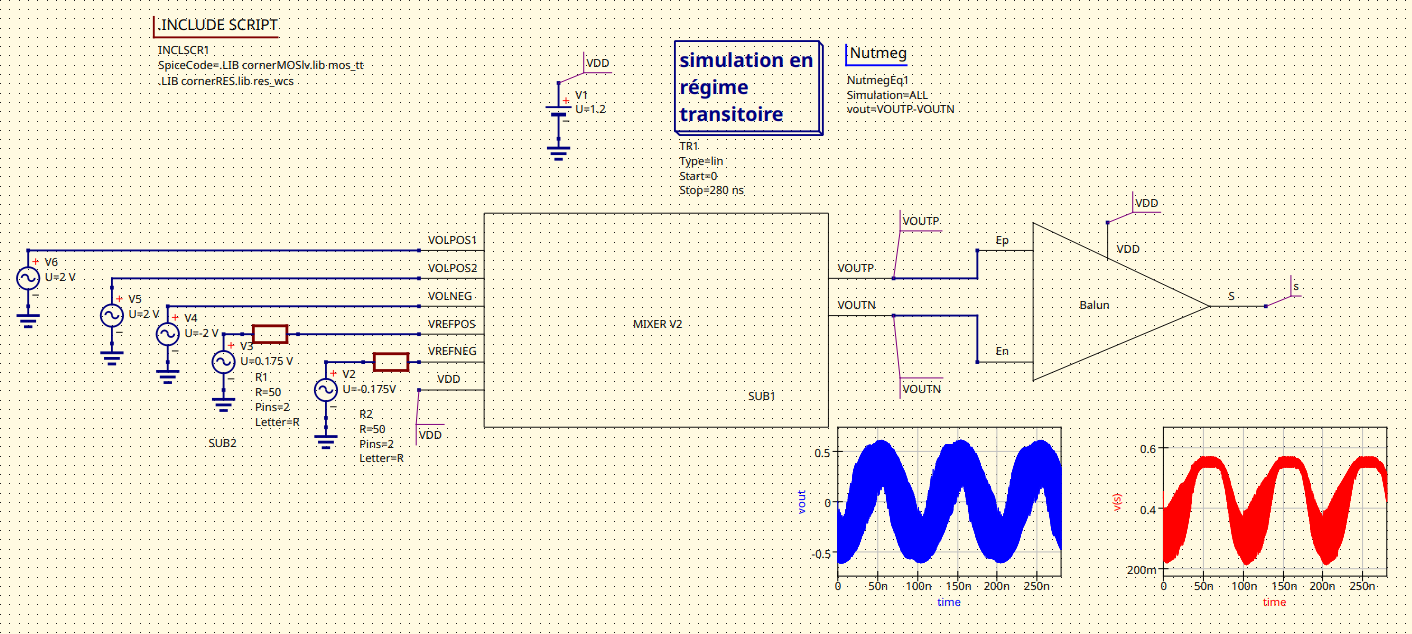 .INCLUDE SCRIPT
INCLSCR1
SpiceCode=.LIB cornerMOSlv.lib mos_tt
.LIB cornerRES.lib res_wcs
VDD
V1
U=1.2
simulation en
régime
transitoire
TR1
Type=lin
Start=0
Stop=280 ns
Nutmeg
NutmegEq1
Simulation=ALL
vout=VOUTP-VOUTN
V6
U=2 V
V5
U=2 V
V4
U=-2 V
V3
U=0.175 V
R1
R=50
Pins=2
Letter=R
SUB2
V2
U=-0.175V
R2
R=50
Pins=2
Letter=R
VOLPOS1
VOLPOS2
VOLNEG
VREFPOS
VREFNEG
VDD
VDD
MIXER V2
SUB1
VOUTP
VOUTN
VOUTP
VOUTN
Ep
En
Balun
VDD
VDD
S
s
vout
0.5
0
-0.5
0 50n 100n 150n 200n 250n
time
v(s)
0.6
0.4
200m
0 50n 100n 150n 200n 250n
time